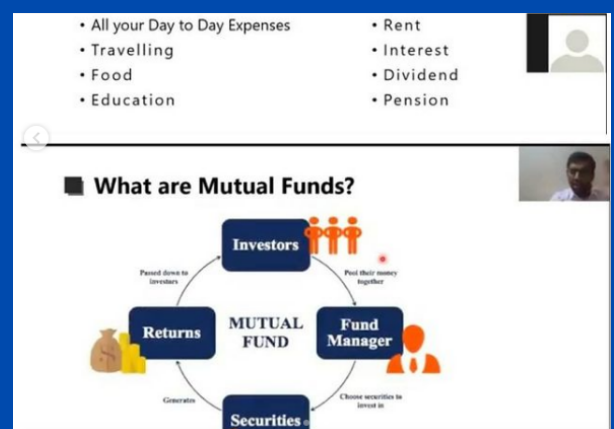 • All your Day to Day Expenses
• Travelling
• Food
• Education
• Rent
• Interest
• Dividend
• Pension
What are Mutual Funds?
Investors
Passed down to
investors
Pool their money
together
Returns
MUTUAL
FUND
Fund
Manager
Generates
Choose securities to
invest in
Securities